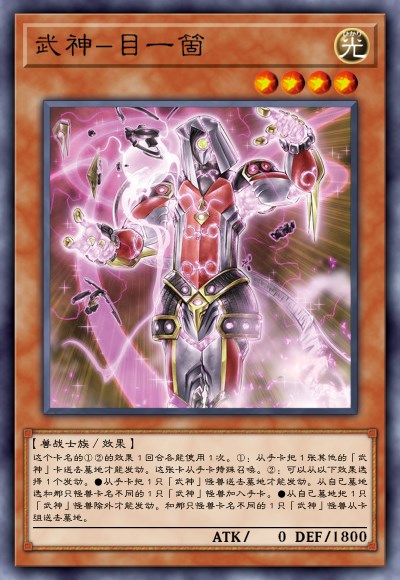 武神-目一箇
光
【兽战士族/效果】
这个卡名的①②的效果1回合各能使用1次。①：从手卡把1张其他的「武
神」卡送去墓地才能发动。这张卡从手卡特殊召唤。②：可以从以下效果选
择1个发动。●从手卡把1只「武神」怪兽送去墓地才能发动。从自己墓地
选和那只怪兽卡名不同的1只「武神」怪兽加入手卡。●从自己墓地把1只
「武神」怪兽除外才能发动。和那只怪兽卡名不同的1只「武神」怪兽从卡
组送去墓地。
ATK/ 0 DEF/1800